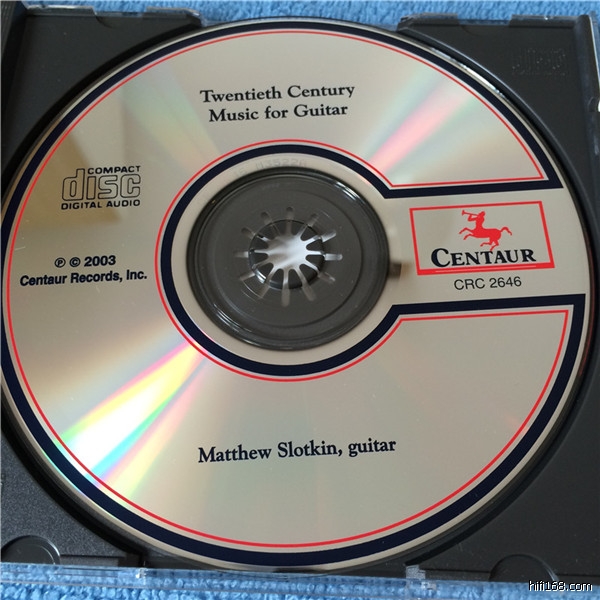 Twentieth Century
Music for Guitar
COMPACT
disc
DIGITAL AUDIO
℗ © 2003
Centaur Records, Inc.
CENTAUR
CRC 2646
Matthew Slotkin, guitar
hifi168.com